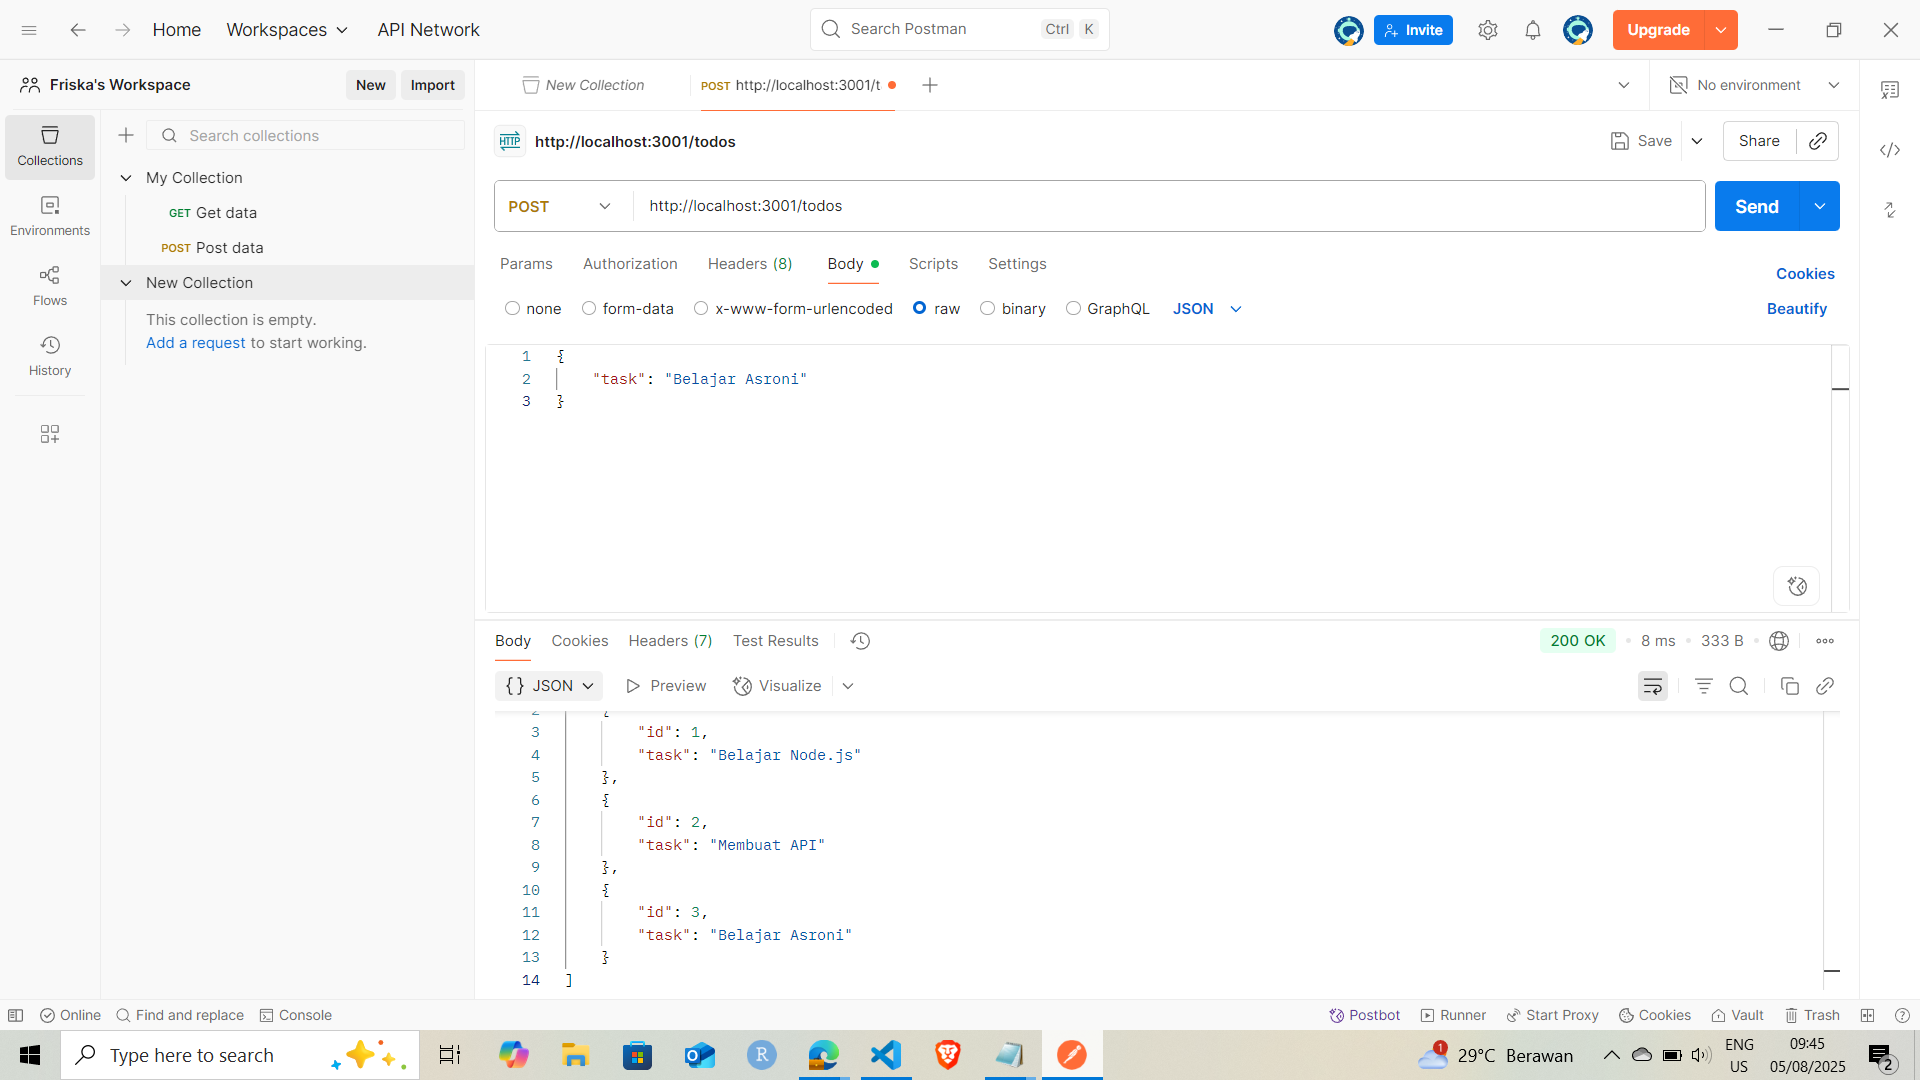 Home
Workspaces
API Network
Search Postman
Ctrl K
Invite
Upgrade
Friska's Workspace
New
Import
New Collection
POST http://localhost:3001/t
No environment
Collections
Environments
Flows
History
Search collections
My Collection
GET Get data
POST Post data
New Collection
This collection is empty.
Add a request to start working.
HTTP http://localhost:3001/todos
Save
Share
POST
http://localhost:3001/todos
Send
Params
Authorization
Headers (8)
Body
Scripts
Settings
Cookies
none
form-data
x-www-form-urlencoded
raw
binary
GraphQL
JSON
Beautify
1 {
2 "task": "Belajar Asroni"
3 }
Body
Cookies
Headers (7)
Test Results
200 OK
8 ms
333 B
{} JSON
Preview
Visualize
2 {
3 "id": 1,
4 "task": "Belajar Node.js"
5 },
6 {
7 "id": 2,
8 "task": "Membuat API"
9 },
10 {
11 "id": 3,
12 "task": "Belajar Asroni"
13 }
14 ]
Online
Find and replace
Console
Postbot
Runner
Start Proxy
Cookies
Vault
Trash
Type here to search
R
1
29°C Berawan
ENG
US
09:45
05/08/2025
2